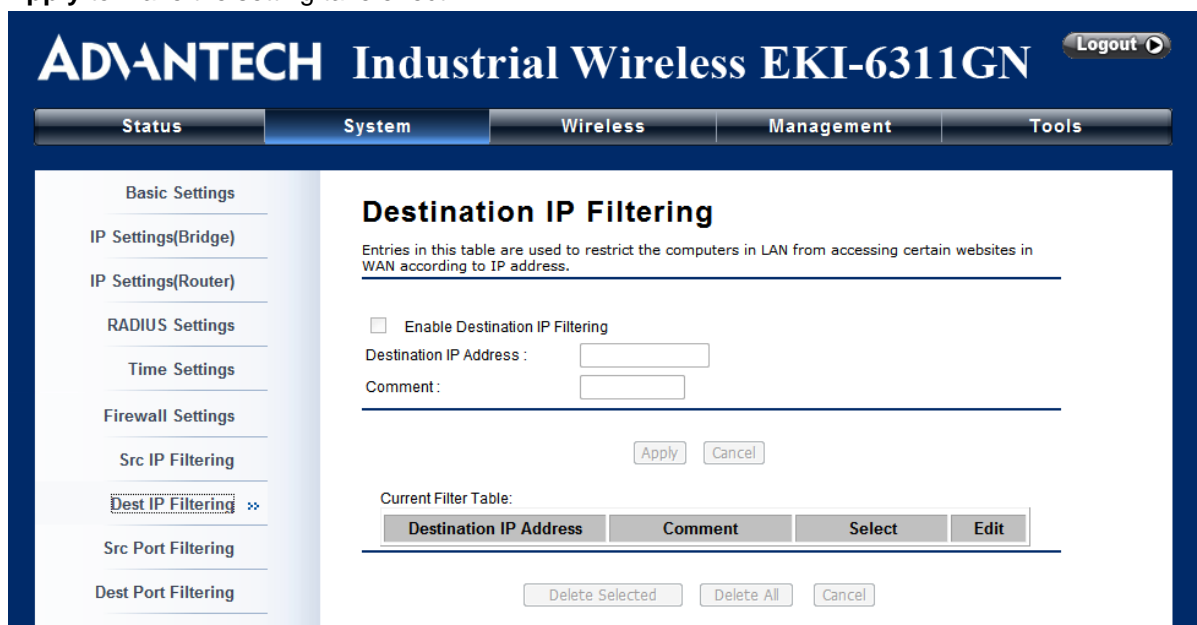 ADVANTECH Industrial Wireless EKI-6311GN Logout
Status System Wireless Management Tools
Basic Settings
IP Settings(Bridge)
IP Settings(Router)
RADIUS Settings
Time Settings
Firewall Settings
Src IP Filtering
Dest IP Filtering »
Src Port Filtering
Dest Port Filtering
Destination IP Filtering
Entries in this table are used to restrict the computers in LAN from accessing certain websites in
WAN according to IP address.
Enable Destination IP Filtering
Destination IP Address :
Comment :
Apply Cancel
Current Filter Table:
Destination IP Address Comment Select Edit
Delete Selected Delete All Cancel